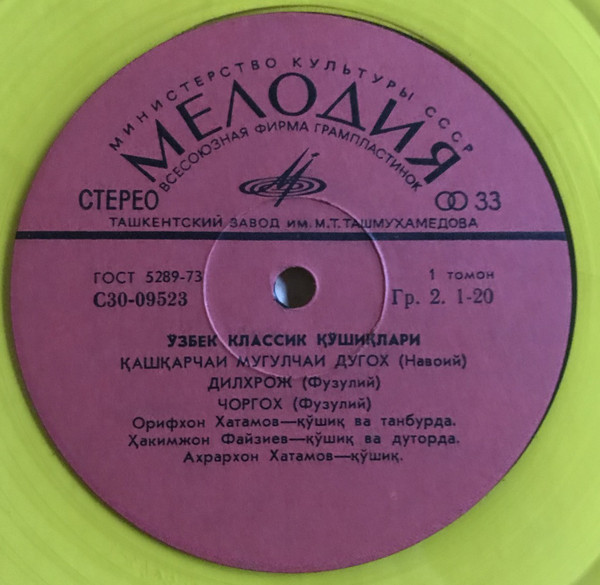 МИНИСТЕРСТВО КУЛЬТУРЫ СССР
МЕЛОДИЯ
ВСЕСОЮЗНАЯ ФИРМА ГРАМПЛАСТИНОК
СТЕРЕО
33
ТАШКЕНТСКИЙ ЗАВОД ИМ. М.Т. ТАШМУХАМЕДОВА
ГОСТ 5289-73
1 томон
С30-09523
Гр. 2. 1-20
ЎЗБЕК КЛАССИК ҚЎШИҚЛАРИ
ҚАШҚАРЧАИ МУГУЛЧАИ ДУГОХ (Навоий)
ДИЛХРОЖ (Фузулий)
ЧОРГОХ (Фузулий)
Орифхон Хатамов—қўшиқ ва танбурда.
Ҳакимжон Файзиев—қўшиқ ва дуторда.
Ахрархон Хатамов—қўшиқ.